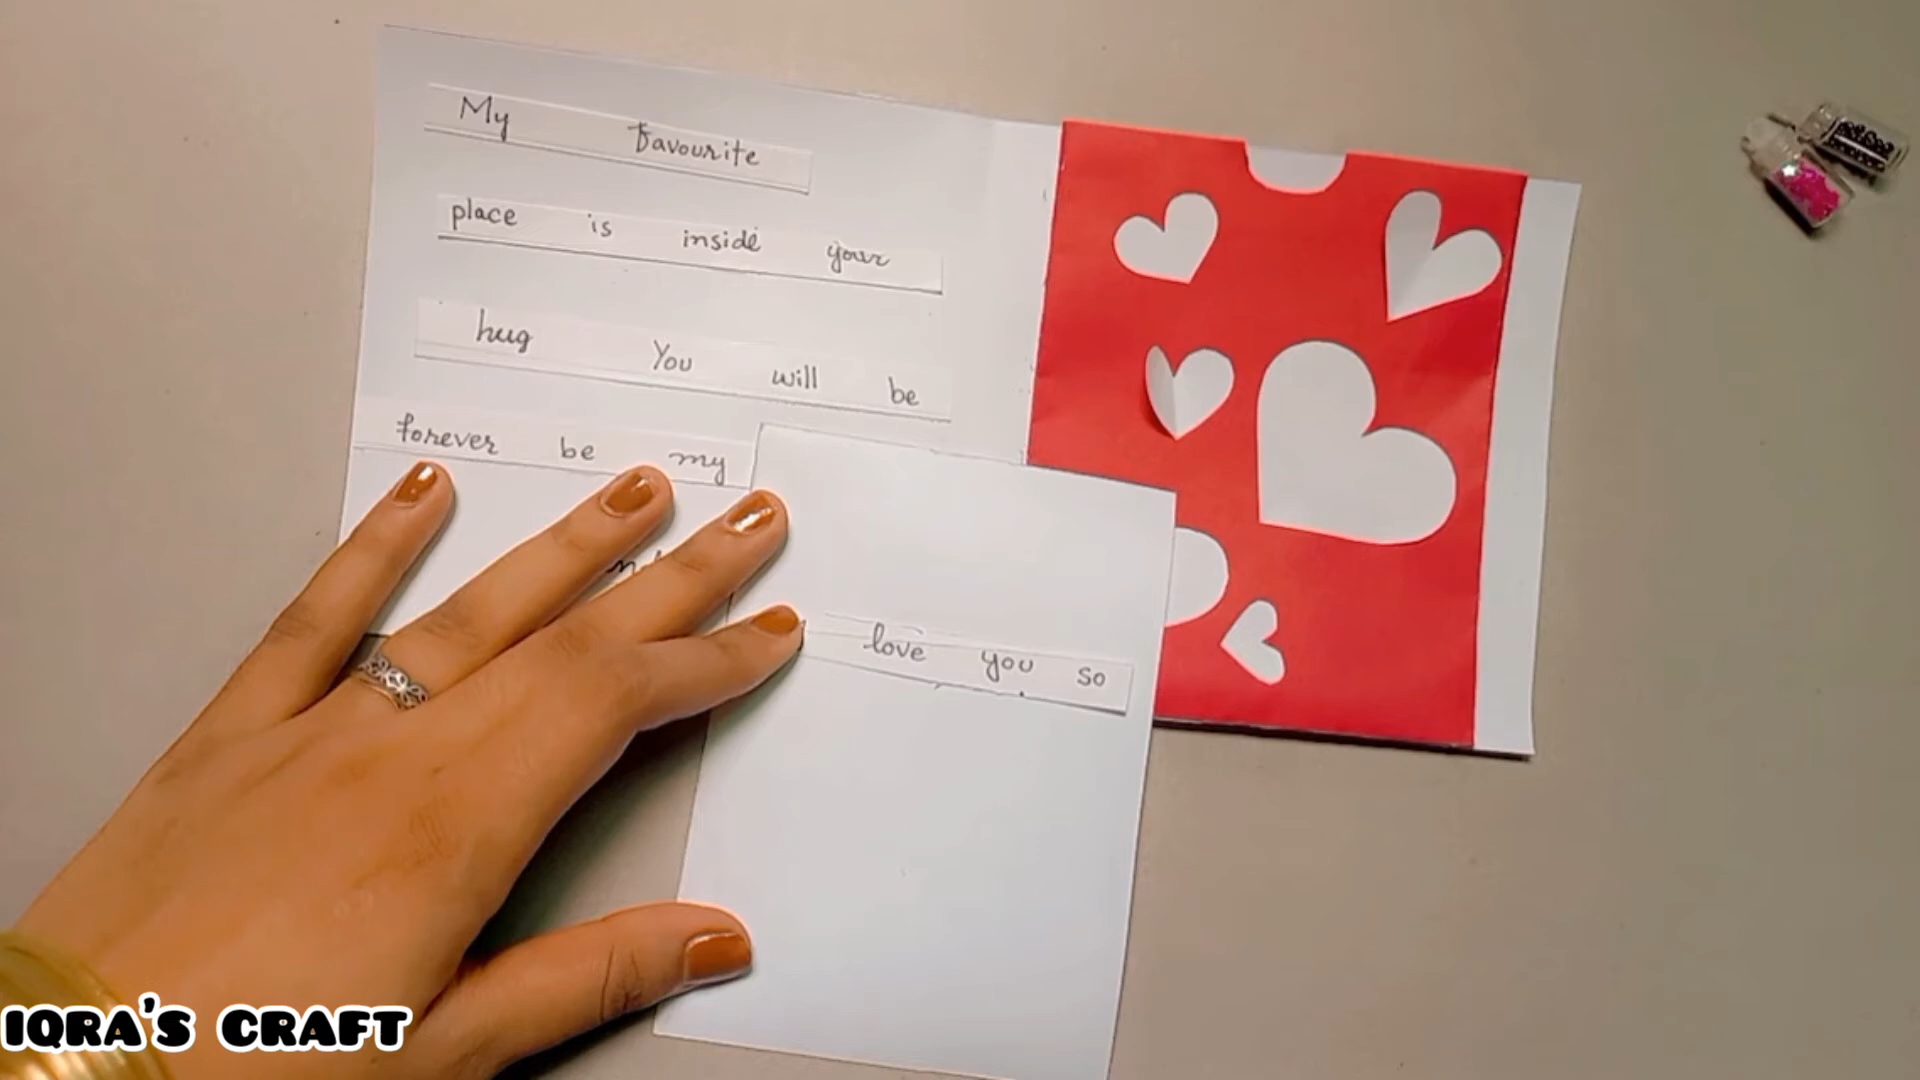 My favourite
place is inside your
hug You will be
forever be my
love you so
IQRA'S CRAFT